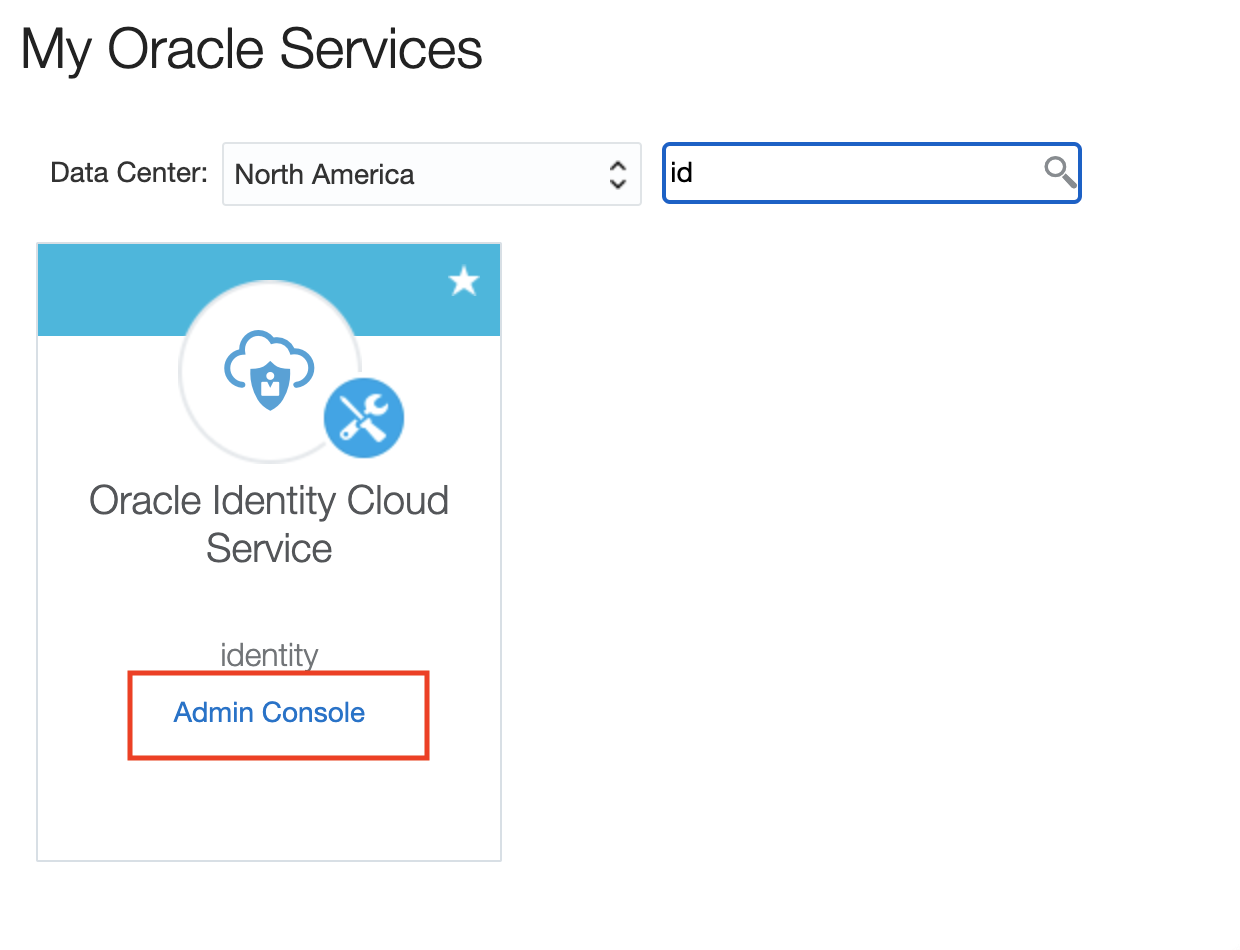 My Oracle Services
Data Center: North America id
Oracle Identity Cloud
Service
identity
Admin Console